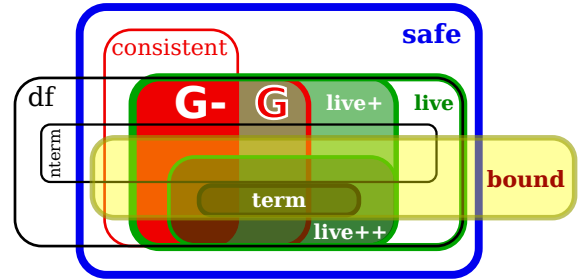 safe
consistent
df
G-
G
live+
live
nterm
bound
term
live++